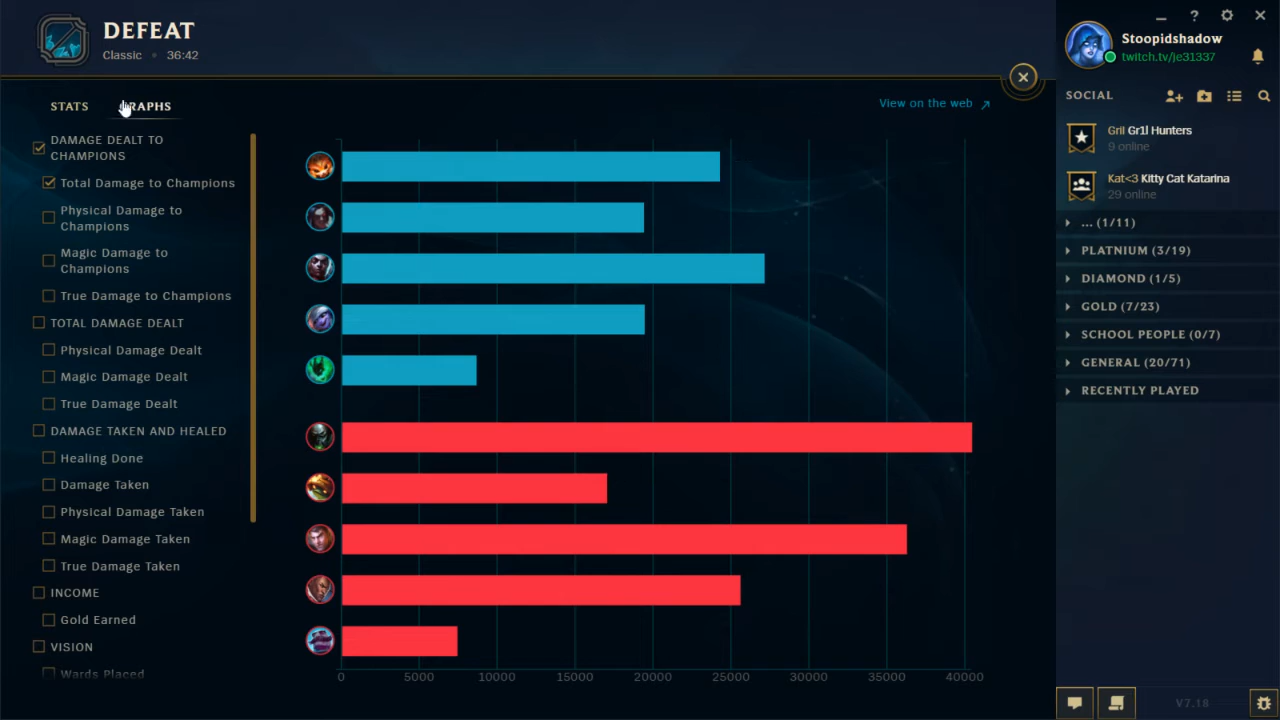 DEFEAT
Classic • 36:42
STATS
RAPHS
View on the web
DAMAGE DEALT TO
CHAMPIONS
Total Damage to Champions
Physical Damage to
Champions
Magic Damage to
Champions
True Damage to Champions
TOTAL DAMAGE DEALT
Physical Damage Dealt
Magic Damage Dealt
True Damage Dealt
DAMAGE TAKEN AND HEALED
Healing Done
Damage Taken
Physical Damage Taken
Magic Damage Taken
True Damage Taken
INCOME
Gold Earned
VISION
Wards Placed
0
5000
10000
15000
20000
25000
30000
35000
40000
?
Stoopidshadow
twitch.tv/je31337
SOCIAL
Gril Gr1l Hunters
9 online
Kat<3 Kitty Cat Katarina
29 online
... (1/11)
PLATNIUM (3/19)
DIAMOND (1/5)
GOLD (7/23)
SCHOOL PEOPLE (0/7)
GENERAL (20/71)
RECENTLY PLAYED
V7.18